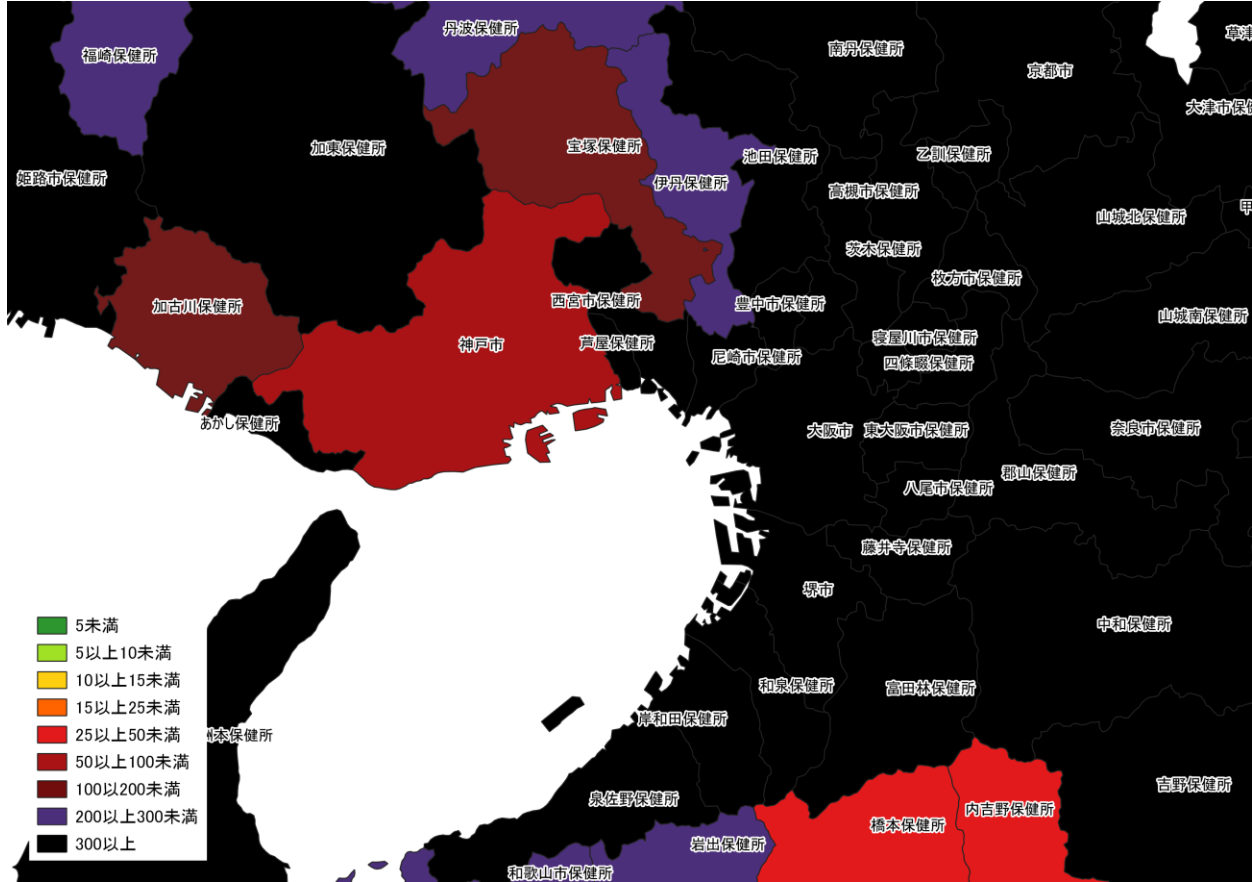 丹波保健所
南丹保健所
草津
福崎保健所
京都市
大津市保健
加東保健所
宝塚保健所
池田保健所
乙訓保健所
姫路市保健所
伊丹保健所
高槻市保健所
甲
山城北保健所
茨木保健所
枚方市保健所
加古川保健所
西宮市保健所
豊中市保健所
山城南保健所
神戸市
芦屋保健所
寝屋川市保健所
尼崎市保健所
四條畷保健所
あかし保健所
大阪市
東大阪市保健所
奈良市保健所
郡山保健所
八尾市保健所
藤井寺保健所
堺市
中和保健所
和泉保健所
富田林保健所
岸和田保健所
本保健所
吉野保健所
泉佐野保健所
内吉野保健所
橋本保健所
岩出保健所
和歌山市保健所
5未満
5以上10未満
10以上15未満
15以上25未満
25以上50未満
50以上100未満
100以200未満
200以上300未満
300以上